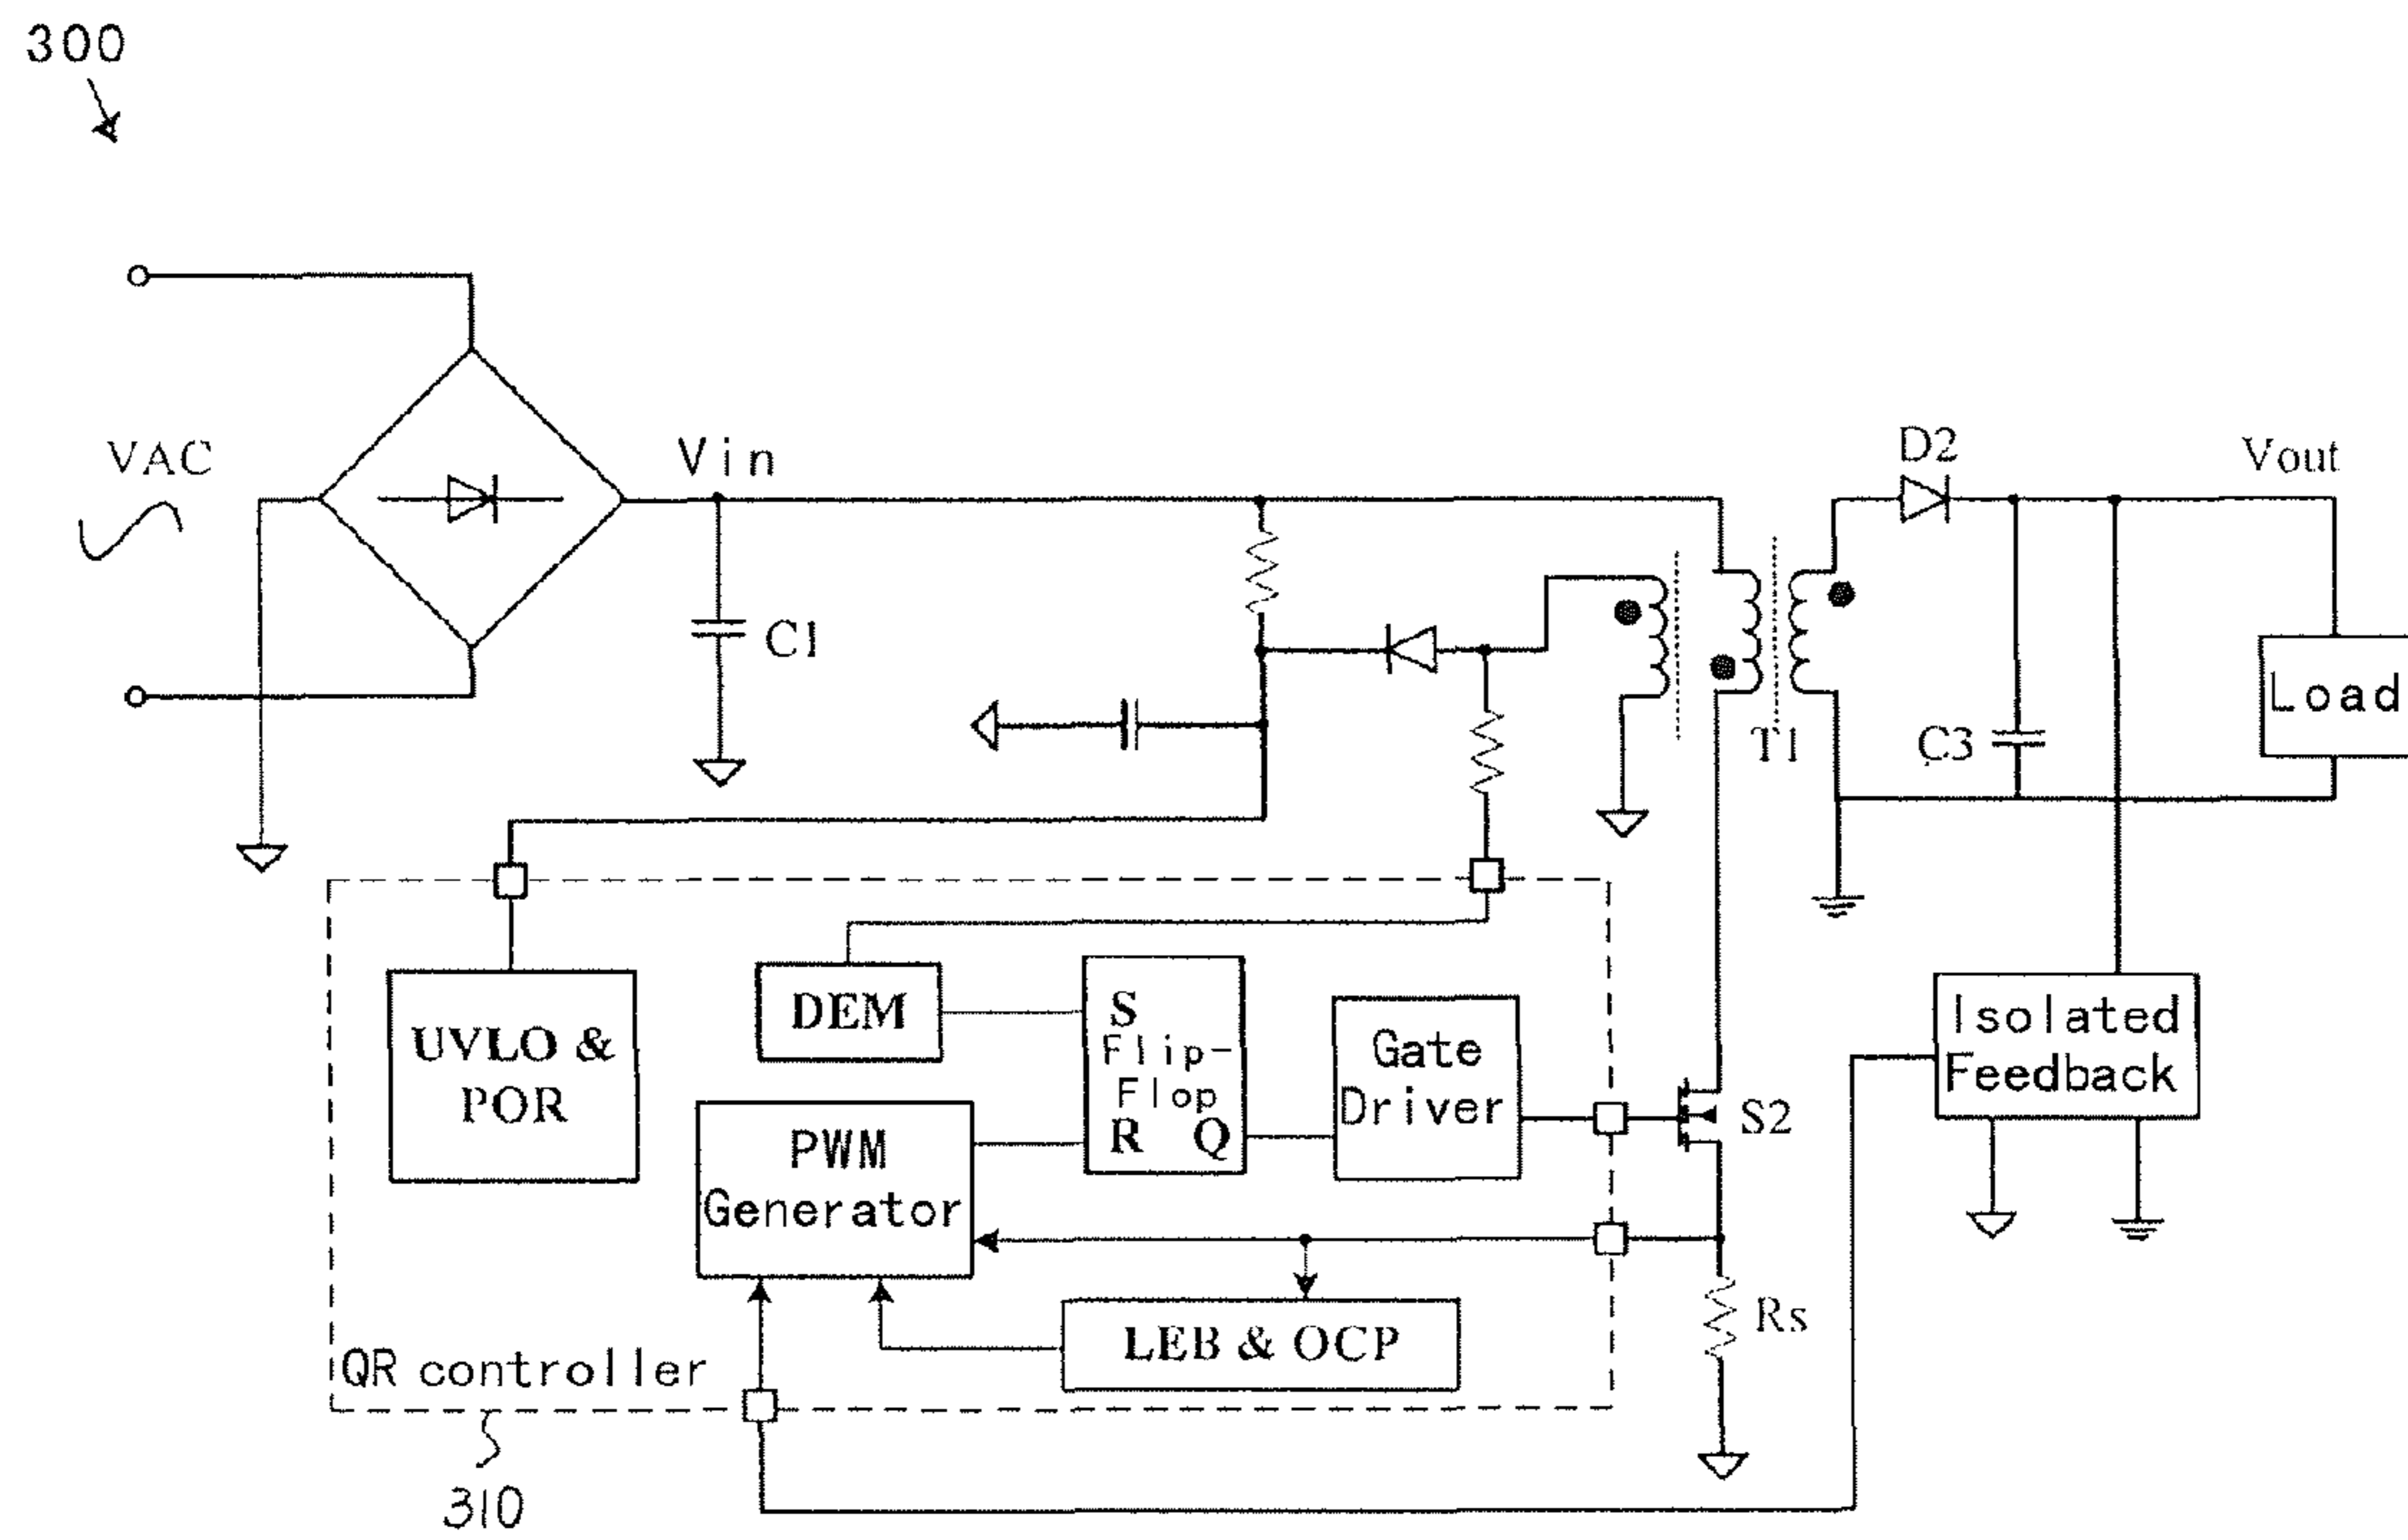 300
VAC
Vin
D2
Vout
C1
T1
C3
Load
UVLO &
POR
DEM
S
Flip-
Flop
R Q
Gate
Driver
S2
Isolated
Feedback
PWM
Generator
LEB & OCP
Rs
QR controller
310